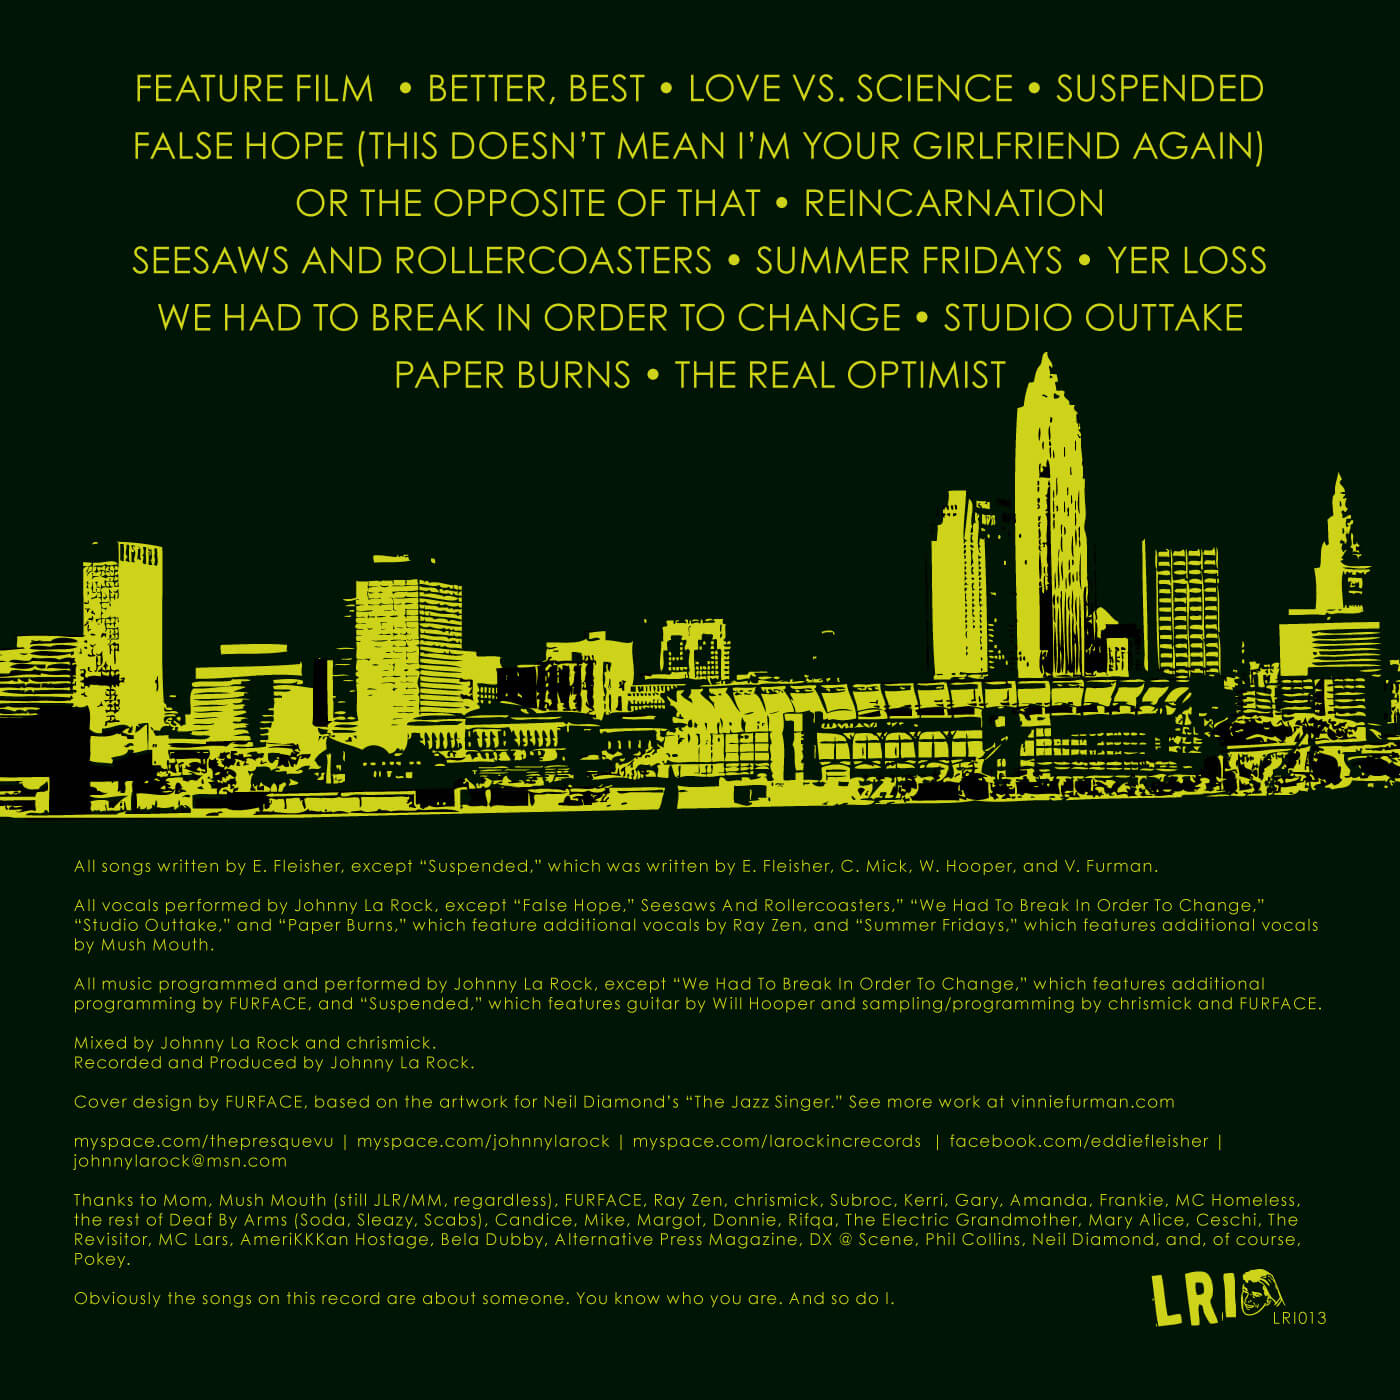 FEATURE FILM • BETTER, BEST • LOVE VS. SCIENCE • SUSPENDED
FALSE HOPE (THIS DOESN’T MEAN I’M YOUR GIRLFRIEND AGAIN)
OR THE OPPOSITE OF THAT • REINCARNATION
SEESAWS AND ROLLERCOASTERS • SUMMER FRIDAYS • YER LOSS
WE HAD TO BREAK IN ORDER TO CHANGE • STUDIO OUTTAKE
PAPER BURNS • THE REAL OPTIMIST
All songs written by E. Fleisher, except “Suspended,” which was written by E. Fleisher, C. Mick, W. Hooper, and V. Furman.
All vocals performed by Johnny La Rock, except “False Hope,” Seesaws And Rollercoasters,” “We Had To Break In Order To Change,”
“Studio Outtake,” and “Paper Burns,” which feature additional vocals by Ray Zen, and “Summer Fridays,” which features additional vocals
by Mush Mouth.
All music programmed and performed by Johnny La Rock, except “We Had To Break In Order To Change,” which features additional
programming by FURFACE, and “Suspended,” which features guitar by Will Hooper and sampling/programming by chrismick and FURFACE.
Mixed by Johnny La Rock and chrismick.
Recorded and Produced by Johnny La Rock.
Cover design by FURFACE, based on the artwork for Neil Diamond’s “The Jazz Singer.” See more work at vinniefurman.com
myspace.com/thepresquevu | myspace.com/johnnylarock | myspace.com/larockincrecords | facebook.com/eddiefleisher |
johnnylarock@msn.com
Thanks to Mom, Mush Mouth (still JLR/MM, regardless), FURFACE, Ray Zen, chrismick, Subroc, Kerri, Gary, Amanda, Frankie, MC Homeless,
the rest of Deaf By Arms (Soda, Sleazy, Scabs), Candice, Mike, Margot, Donnie, Rifqa, The Electric Grandmother, Mary Alice, Ceschi, The
Revisitor, MC Lars, AmeriKKKan Hostage, Bela Dubby, Alternative Press Magazine, DX @ Scene, Phil Collins, Neil Diamond, and, of course,
Pokey.
Obviously the songs on this record are about someone. You know who you are. And so do I.
LRI
LRI013